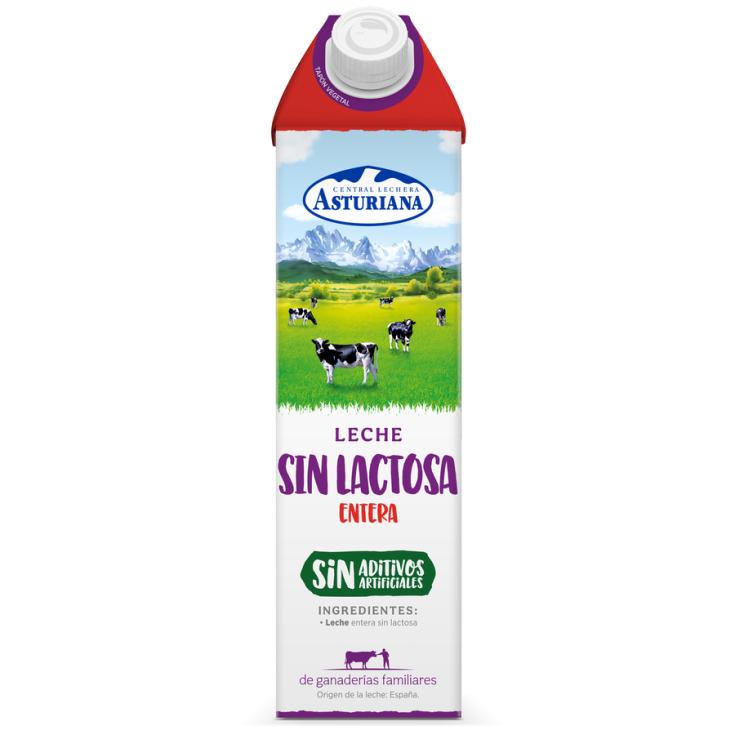 TAPÓN VEGETAL
CENTRAL LECHERA
ASTURIANA
LECHE
SIN LACTOSA
ENTERA
SiN ADiTiVOS
ARTiFiCiALES
INGREDIENTES:
• Leche entera sin lactosa
de ganaderías familiares
Origen de la leche: España.